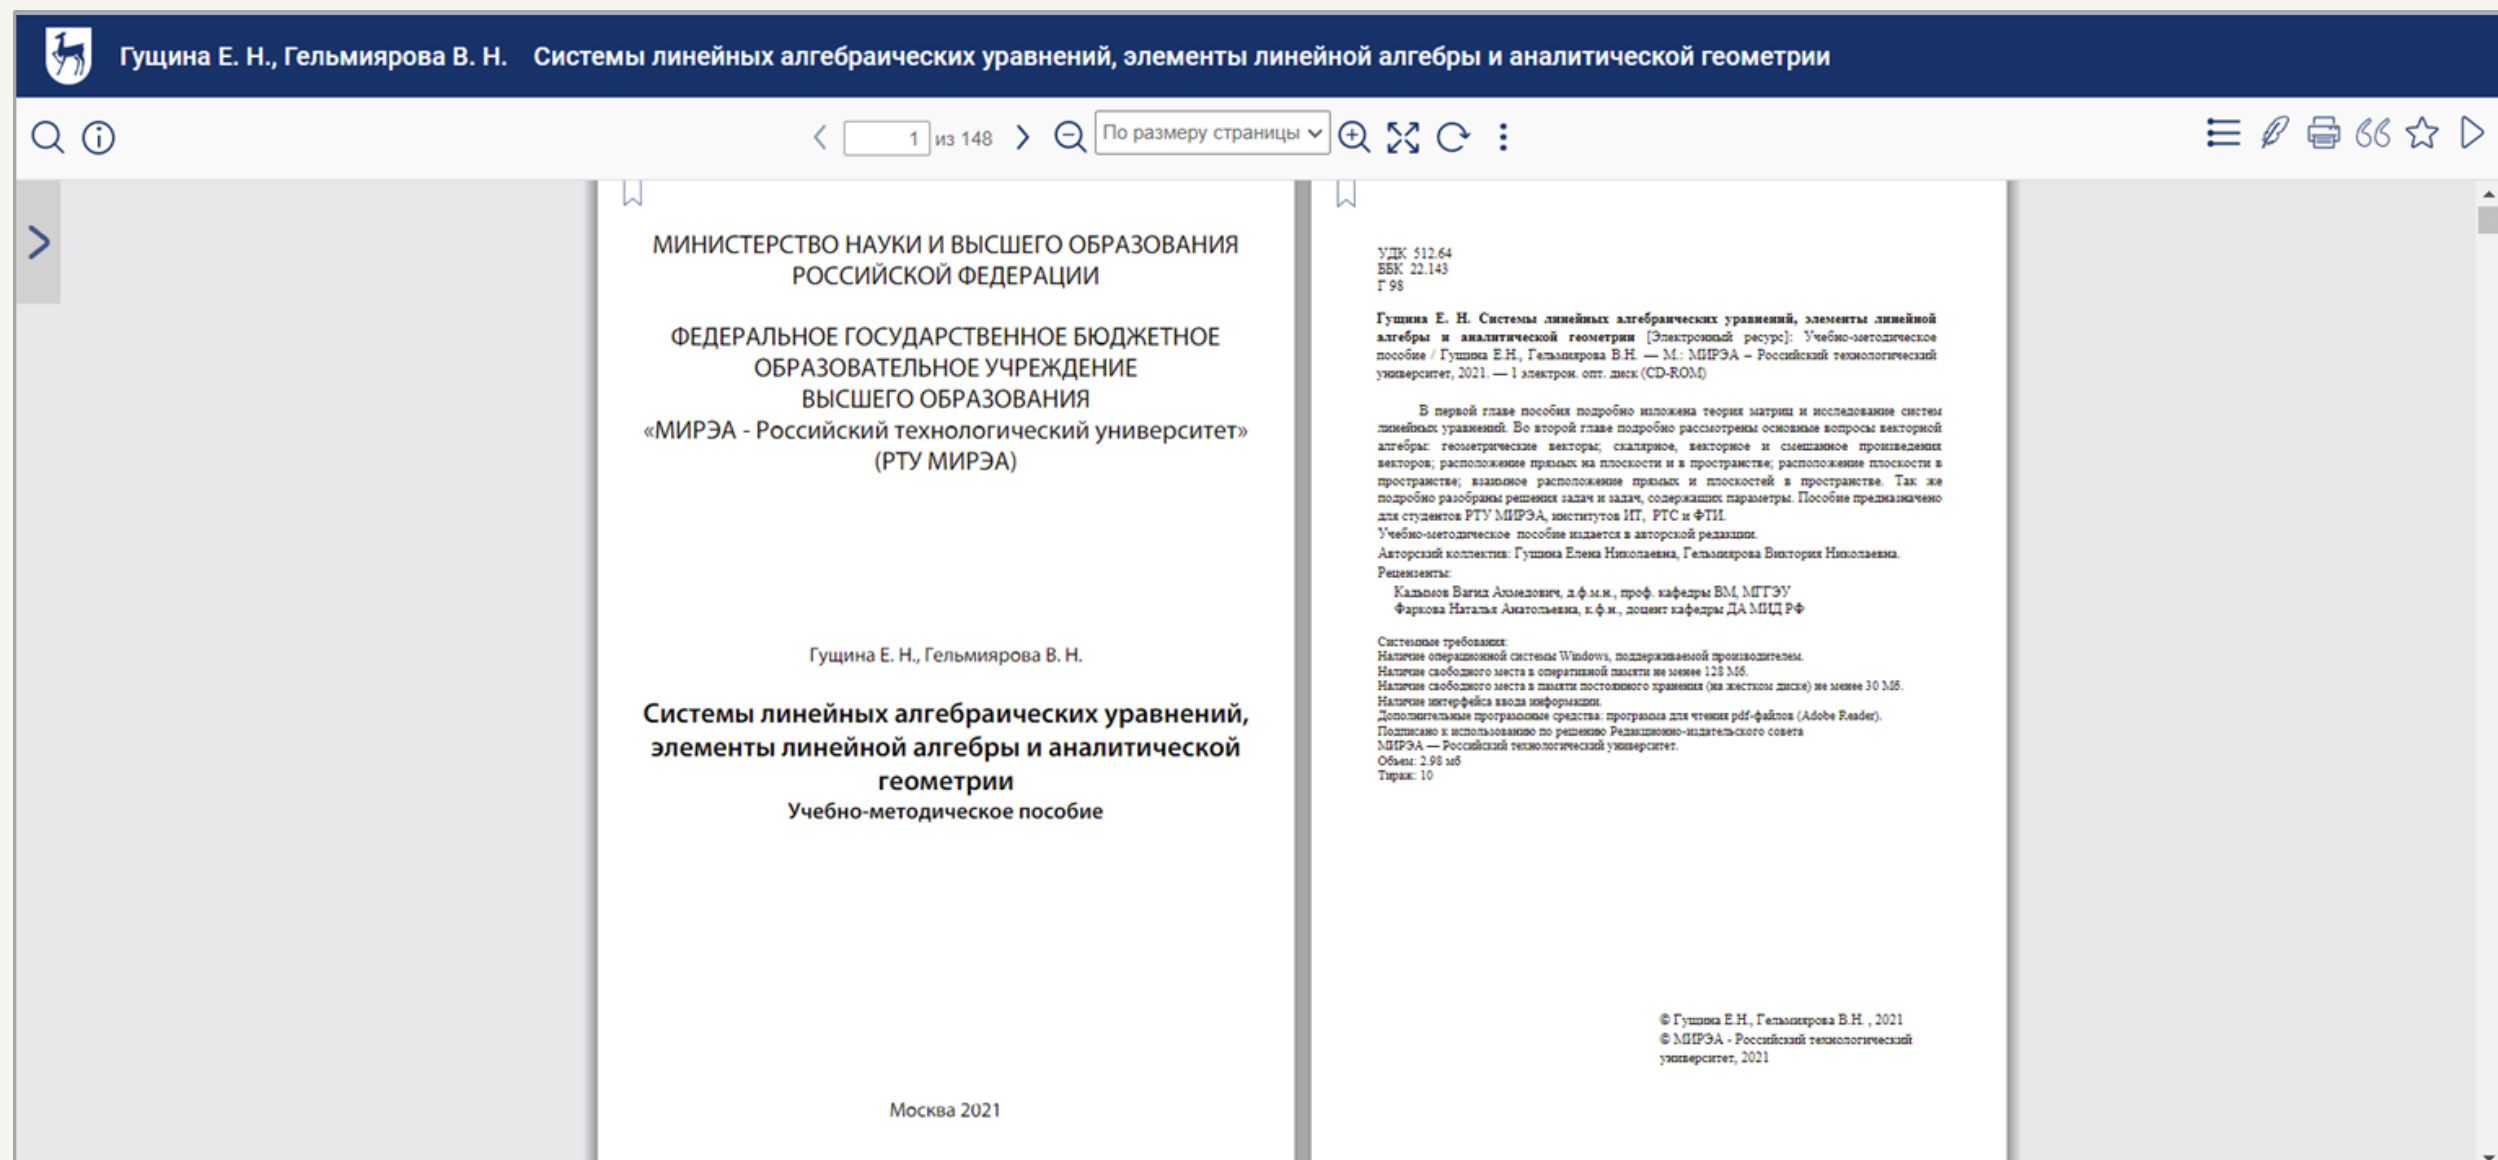 Гущина Е. Н., Гельмиярова В. Н. Системы линейных алгебраических уравнений, элементы линейной алгебры и аналитической геометрии
1 из 148 По размеру страницы
МИНИСТЕРСТВО НАУКИ И ВЫСШЕГО ОБРАЗОВАНИЯ
РОССИЙСКОЙ ФЕДЕРАЦИИ
ФЕДЕРАЛЬНОЕ ГОСУДАРСТВЕННОЕ БЮДЖЕТНОЕ
ОБРАЗОВАТЕЛЬНОЕ УЧРЕЖДЕНИЕ
ВЫСШЕГО ОБРАЗОВАНИЯ
«МИРЭА - Российский технологический университет»
(РТУ МИРЭА)
Гущина Е. Н., Гельмиярова В. Н.
Системы линейных алгебраических уравнений,
элементы линейной алгебры и аналитической
геометрии
Учебно-методическое пособие
Москва 2021
УДК 512.64
ББК 22.143
Г 98
Гущина Е. Н. Системы линейных алгебраических уравнений, элементы линейной
алгебры и аналитической геометрии [Электронный ресурс]: Учебно-методическое
пособие / Гущина Е.Н., Гельмиярова В.Н. — М.: МИРЭА – Российский технологический
университет, 2021. — 1 электрон. опт. диск (CD-ROM)
В первой главе пособия подробно изложена теория матриц и исследование систем
линейных уравнений. Во второй главе подробно рассмотрены основные вопросы векторной
алгебры: геометрические векторы; скалярное, векторное и смешанное произведения
векторов; расположение прямых на плоскости и в пространстве; расположение плоскости в
пространстве; взаимное расположение прямых и плоскостей в пространстве. Так же
подробно разобраны решения задач и задач, содержащих параметры. Пособие предназначено
для студентов РТУ МИРЭА, институтов ИТ, РТС и ФТИ.
Учебно-методическое пособие издается в авторской редакции.
Авторский коллектив: Гущина Елена Николаевна, Гельмиярова Виктория Николаевна.
Рецензенты:
Кадымов Вагид Ахмедович, д.ф.м.н., проф. кафедры ВМ, МГГЭУ
Фаркова Наталья Анатольевна, к.ф.н., доцент кафедры ДА МИД РФ
Системные требования:
Наличие операционной системы Windows, поддерживаемой производителем.
Наличие свободного места в оперативной памяти не менее 128 Мб.
Наличие свободного места в памяти постоянного хранения (на жестком диске) не менее 30 Мб.
Наличие интерфейса ввода информации.
Дополнительные программные средства: программа для чтения pdf-файлов (Adobe Reader).
Подписано к использованию по решению Редакционно-издательского совета
МИРЭА — Российский технологический университет.
Объем: 2.98 мб
Тираж: 10
© Гущина Е.Н., Гельмиярова В.Н. , 2021
© МИРЭА - Российский технологический
университет, 2021